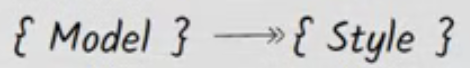 { Model } —»{ Style }